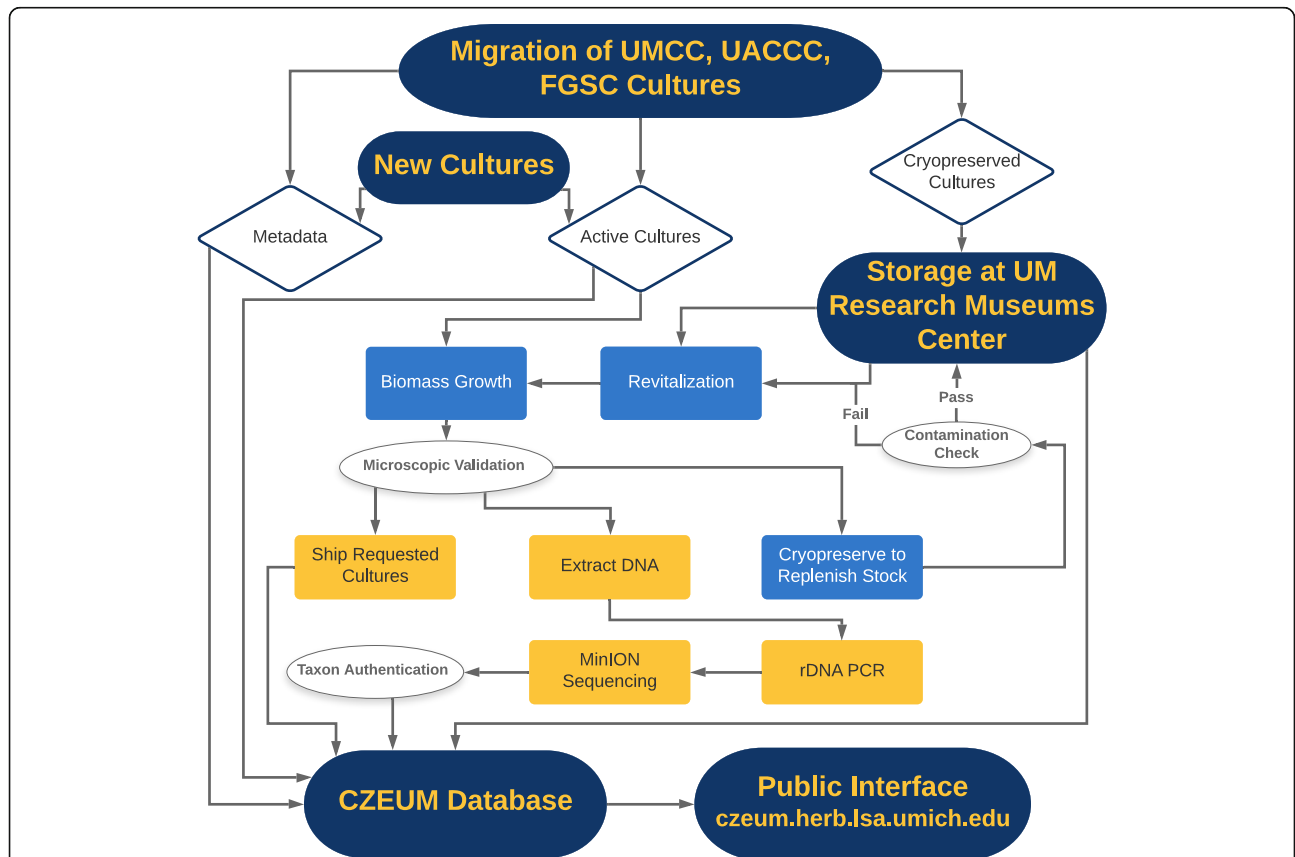 Migration of UMCC, UACCC,
FGSC Cultures
New Cultures
Cryopreserved
Cultures
Metadata
Active Cultures
Storage at UM
Research Museums
Center
Biomass Growth
Revitalization
Pass
Fail
Contamination
Check
Microscopic Validation
Ship Requested
Cultures
Extract DNA
Cryopreserve to
Replenish Stock
Taxon Authentication
MinION
Sequencing
rDNA PCR
CZEUM Database
Public Interface
czeum.herb.lsa.umich.edu